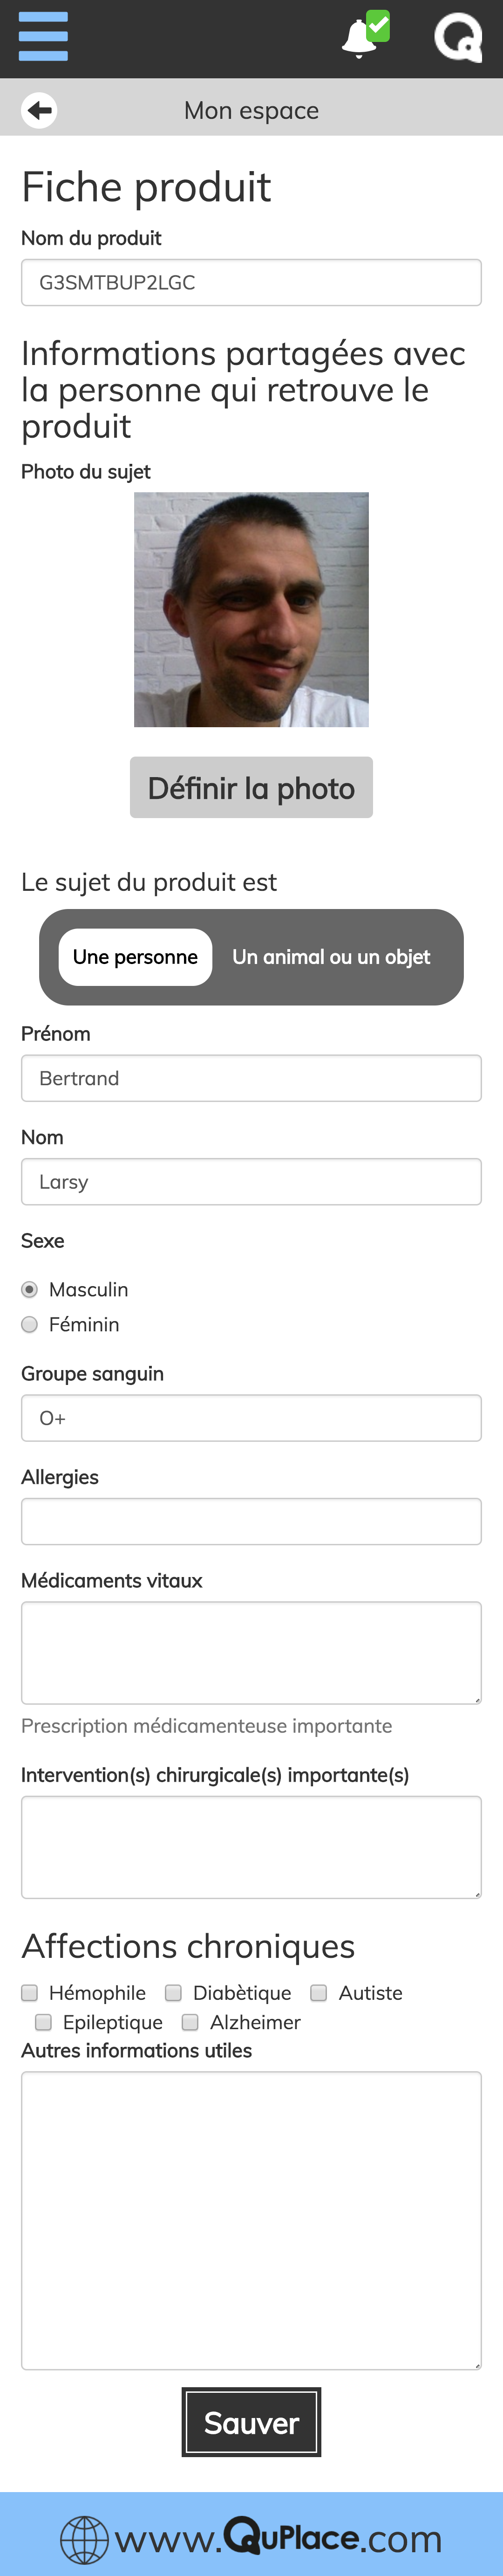 Mon espace
Fiche produit
Nom du produit
G3SMTBUP2LGC
Informations partagées avec
la personne qui retrouve le
produit
Photo du sujet
Définir la photo
Le sujet du produit est
Une personne Un animal ou un objet
Prénom
Bertrand
Nom
Larsy
Sexe
Masculin
Féminin
Groupe sanguin
O+
Allergies
Médicaments vitaux
Prescription médicamenteuse importante
Intervention(s) chirurgicale(s) importante(s)
Affections chroniques
Hémophile Diabètique Autiste
Epileptique Alzheimer
Autres informations utiles
Sauver
www.QuPlace.com